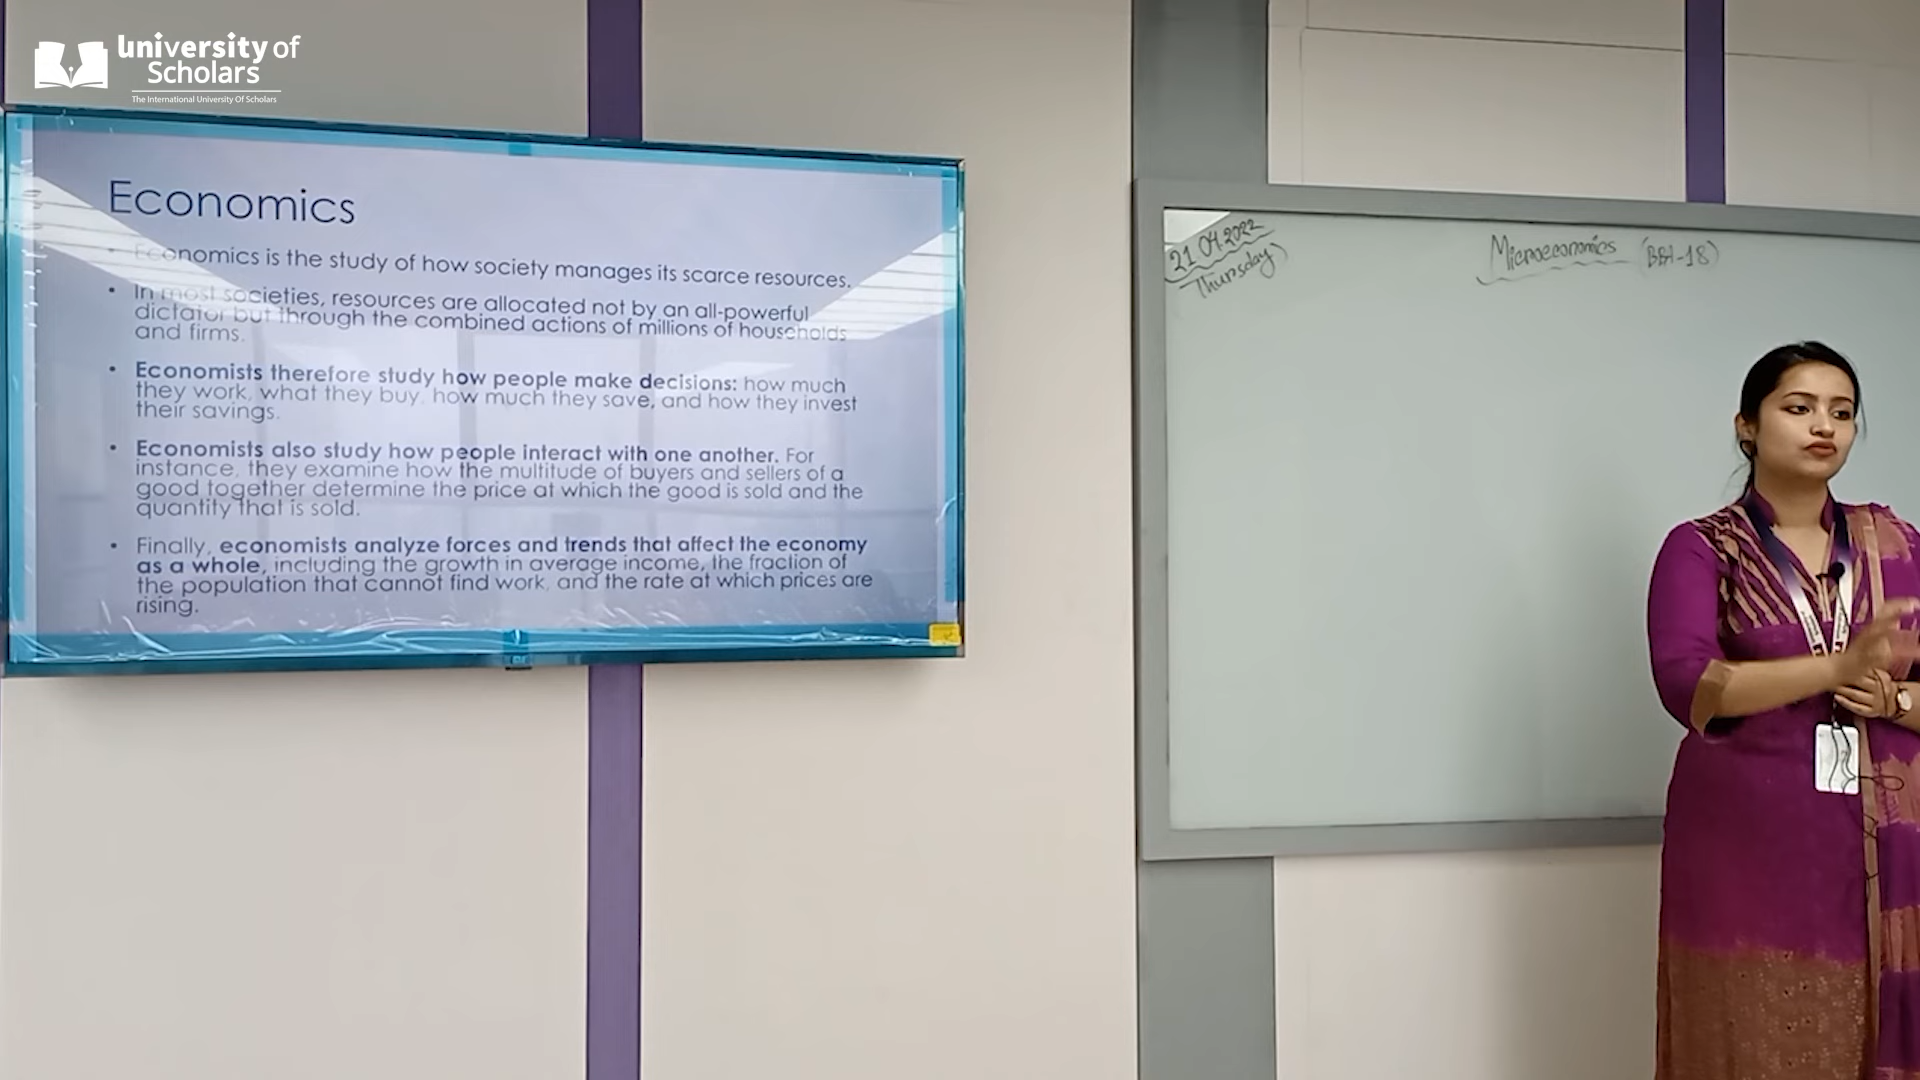 University of
Scholars
The International University Of Scholars
Economics
• Economics is the study of how society manages its scarce resources.
• In most societies, resources are allocated not by an all-powerful
dictator but through the combined actions of millions of households
and firms.
• Economists therefore study how people make decisions: how much
they work, what they buy, how much they save, and how they invest
their savings.
• Economists also study how people interact with one another. For
instance, they examine how the multitude of buyers and sellers of a
good together determine the price at which the good is sold and the
quantity that is sold.
• Finally, economists analyze forces and trends that affect the economy
as a whole, including the growth in average income, the fraction of
the population that cannot find work, and the rate at which prices are
rising.
21.04.2022
Thursday
Microeconomics (BBA-18)